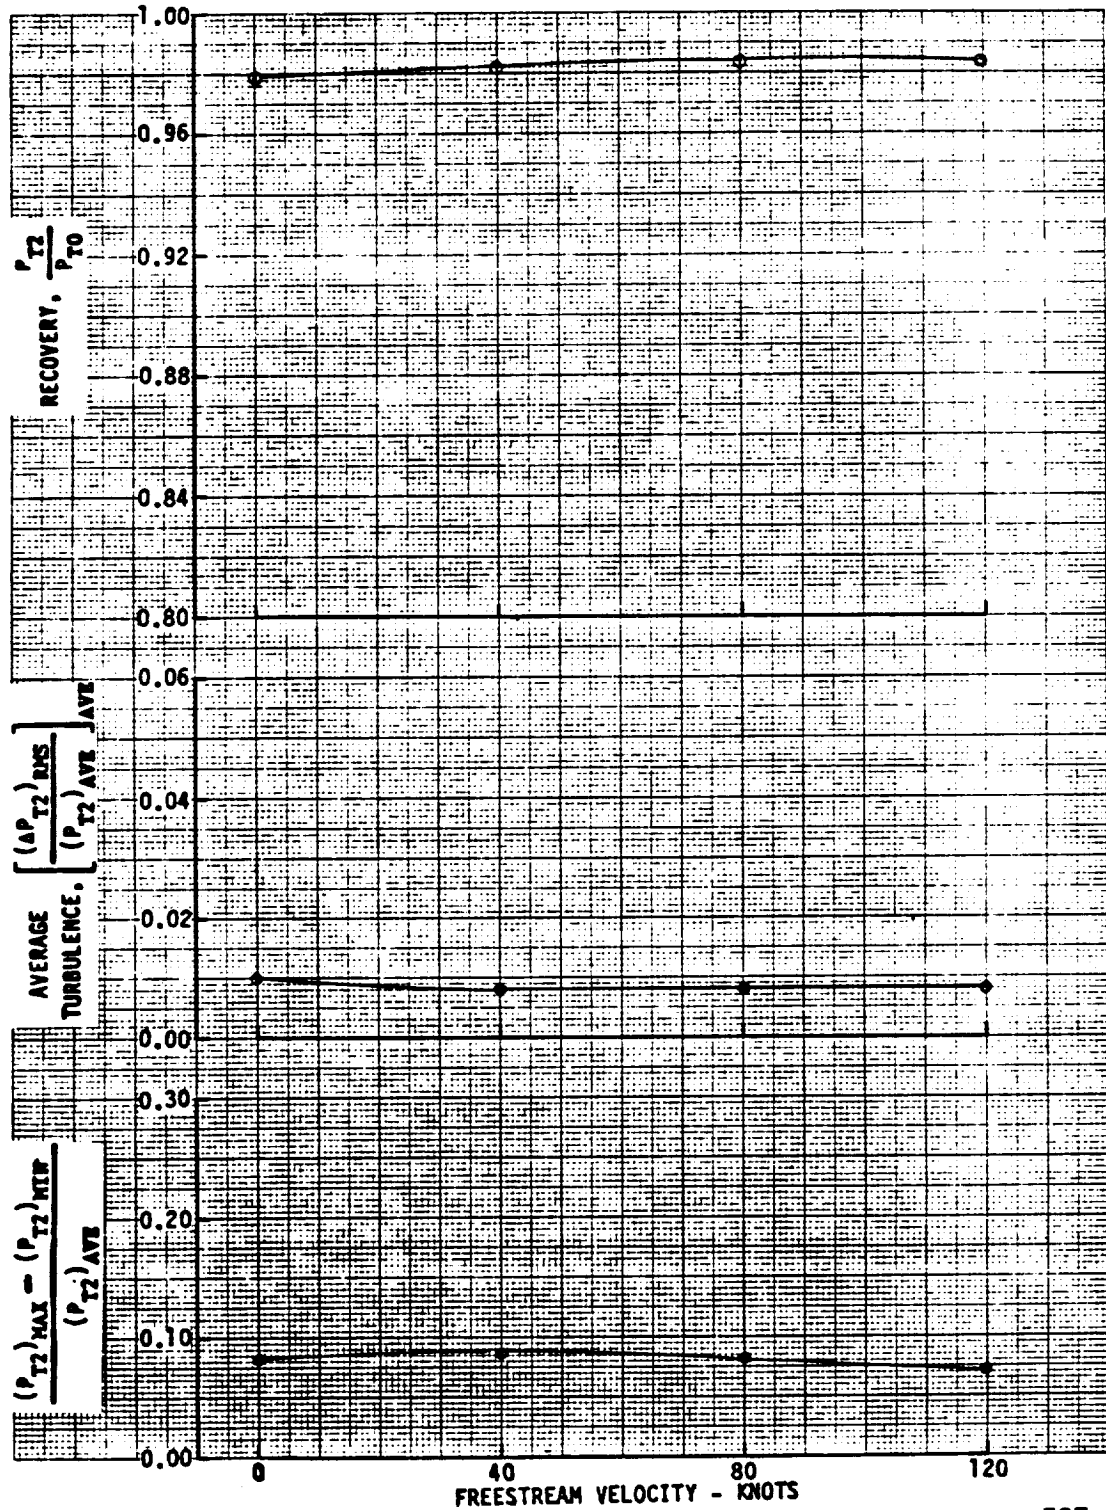 1.00
0.96
0.92
0.88
0.84
0.80
RECOVERY, P_T2 / P_TO
0.06
0.04
0.02
0.00
AVERAGE
TURBULENCE, [(ΔP_T2)_RMS / (P_T2)_AVE]_AVE
0.30
0.20
0.10
0.00
(P_T2)_MAX – (P_T2)_MIN
(P_T2)_AVE
0 40 80 120
FREESTREAM VELOCITY – KNOTS